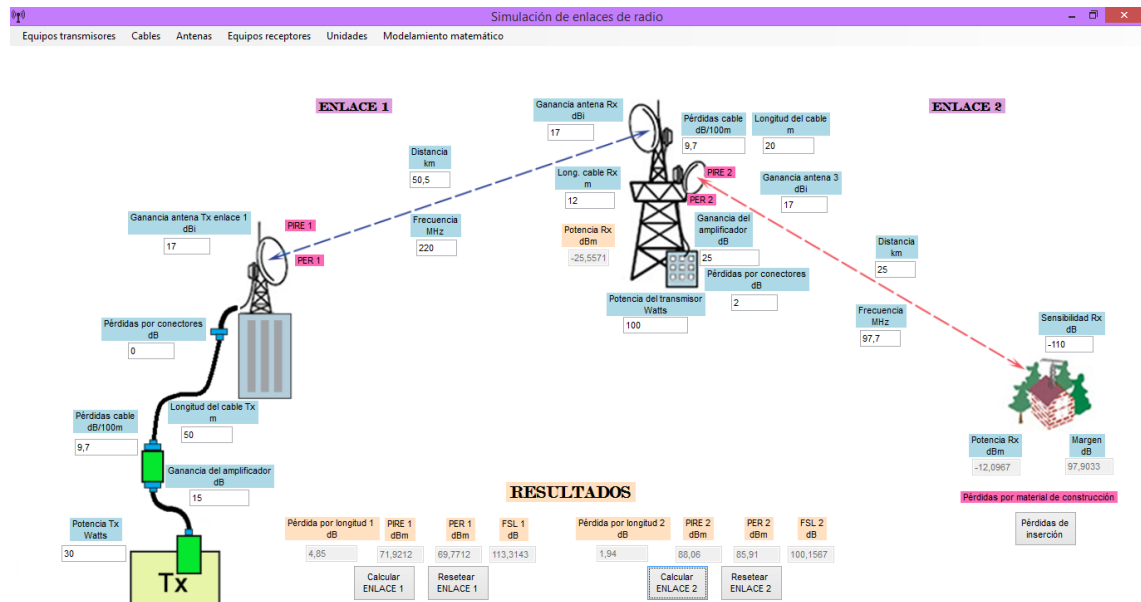 Simulación de enlaces de radio
Equipos transmisores Cables Antenas Equipos receptores Unidades Modelamiento matemático
ENLACE 1
Distancia
km
50,5
Frecuencia
MHz
220
Ganancia antena Tx enlace 1
dBi
17
PIRE 1
PER 1
Pérdidas por conectores
dB
0
Pérdidas cable
dB/100m
9,7
Longitud del cable Tx
m
50
Ganancia del amplificador
dB
15
Potencia Tx
Watts
30
Tx
Ganancia antena Rx
dBi
17
Long. cable Rx
m
12
Potencia Rx
dBm
-25,5571
ENLACE 2
Pérdidas cable
dB/100m
9,7
Longitud del cable
m
20
PIRE 2
PER 2
Ganancia antena 3
dBi
17
Ganancia del
amplificador
dB
25
Pérdidas por conectores
dB
2
Potencia del transmisor
Watts
100
Distancia
km
25
Frecuencia
MHz
97,7
Sensibilidad Rx
dB
-110
Potencia Rx
dBm
-12,0967
Margen
dB
97,9033
Pérdidas por material de construcción
Pérdidas de
inserción
RESULTADOS
Pérdida por longitud 1
dB
4,85
PIRE 1
dBm
71,9212
PER 1
dBm
69,7712
FSL 1
dB
113,3143
Calcular
ENLACE 1
Resetear
ENLACE 1
Pérdida por longitud 2
dB
1,94
PIRE 2
dBm
88,06
PER 2
dBm
85,91
FSL 2
dB
100,1567
Calcular
ENLACE 2
Resetear
ENLACE 2